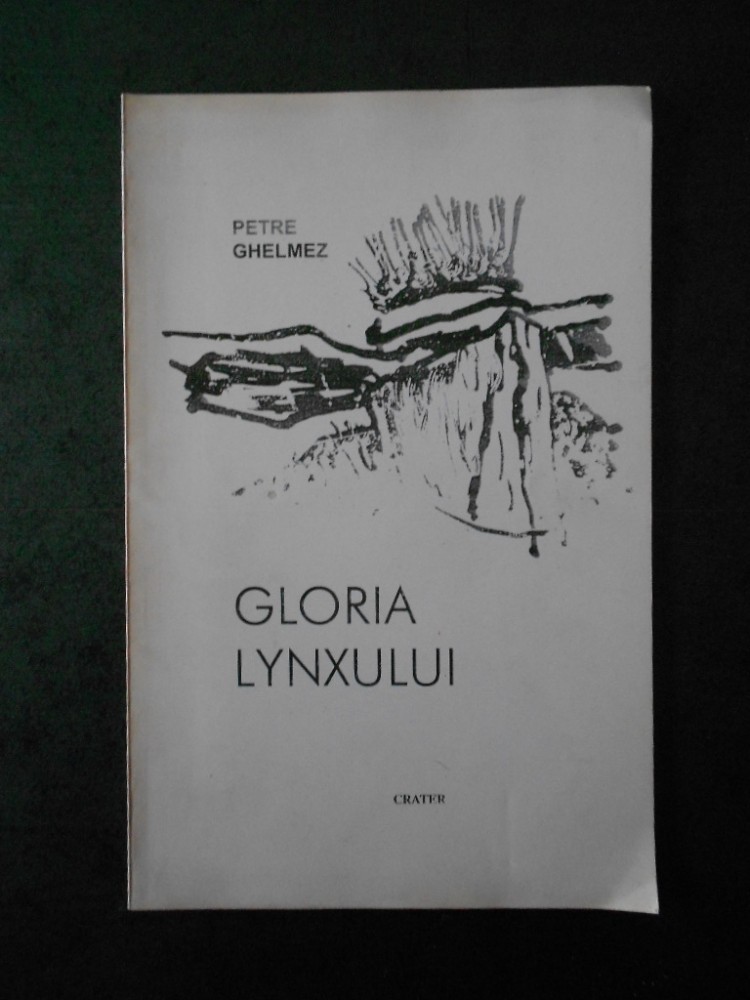 PETRE
GHELMEZ
GLORIA
LYNXULUI
CRATER